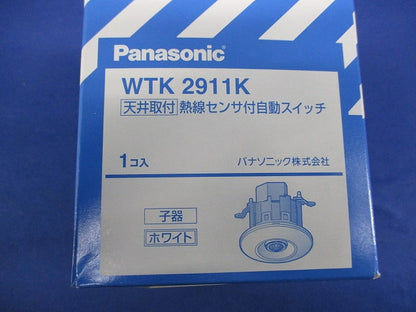 Panasonic
WTK 2911K
天井取付 熱線センサ付自動スイッチ
1コ入
パナソニック株式会社
子器
ホワイト